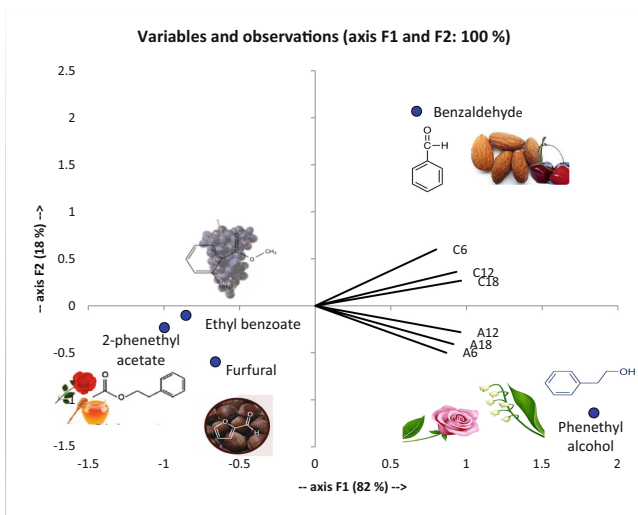 Variables and observations (axis F1 and F2: 100 %)
2.5
2
1.5
1
0.5
0
-0.5
-1
-1.5
-- axis F2 (18 %) -->
Benzaldehyde
O
C—H
C6
C12
C18
A12
A18
A6
O
CH₃
Ethyl benzoate
2-phenethyl
acetate
Furfural
O
O
O
O
H
OH
Phenethyl
alcohol
-1.5
-1
-0.5
0
0.5
1
1.5
2
-- axis F1 (82 %) -->